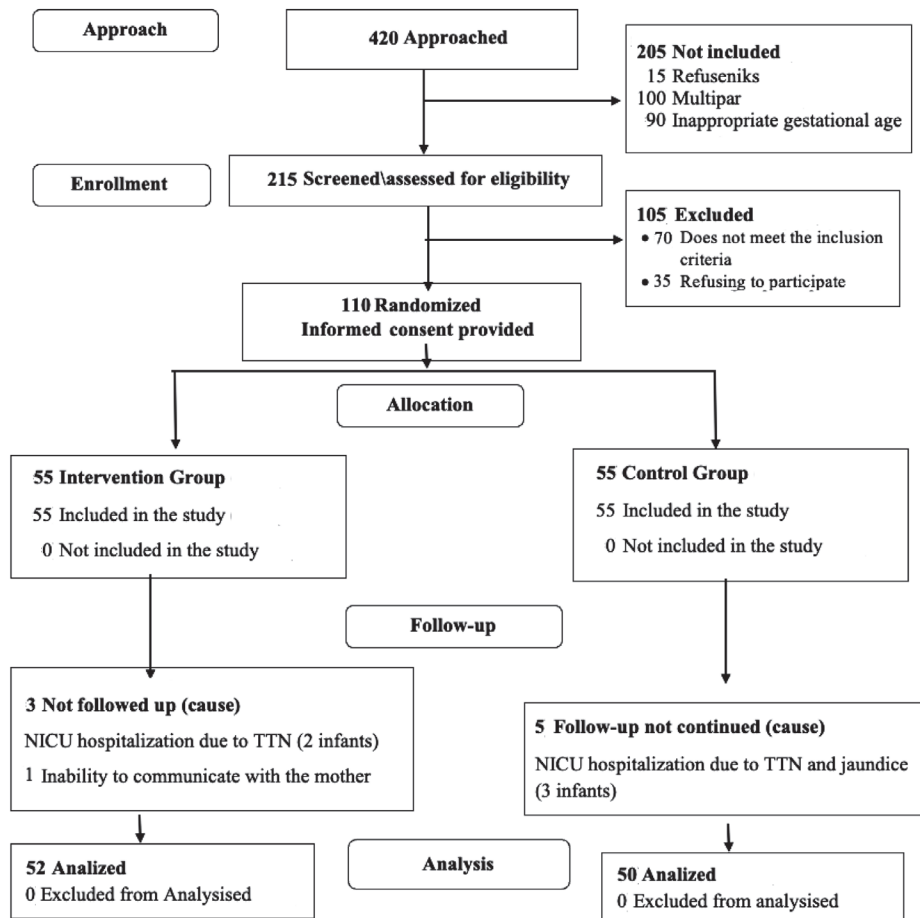 Approach
420 Approached
205 Not included
15 Refuseniks
100 Multipar
90 Inappropriate gestational age
Enrollment
215 Screened\assessed for eligibility
105 Excluded
• 70 Does not meet the inclusion
criteria
• 35 Refusing to participate
110 Randomized
Informed consent provided
Allocation
55 Intervention Group
55 Included in the study
0 Not included in the study
55 Control Group
55 Included in the study
0 Not included in the study
Follow-up
3 Not followed up (cause)
NICU hospitalization due to TTN (2 infants)
1 Inability to communicate with the mother
5 Follow-up not continued (cause)
NICU hospitalization due to TTN and jaundice
(3 infants)
52 Analized
0 Excluded from Analysised
Analysis
50 Analized
0 Excluded from analysised